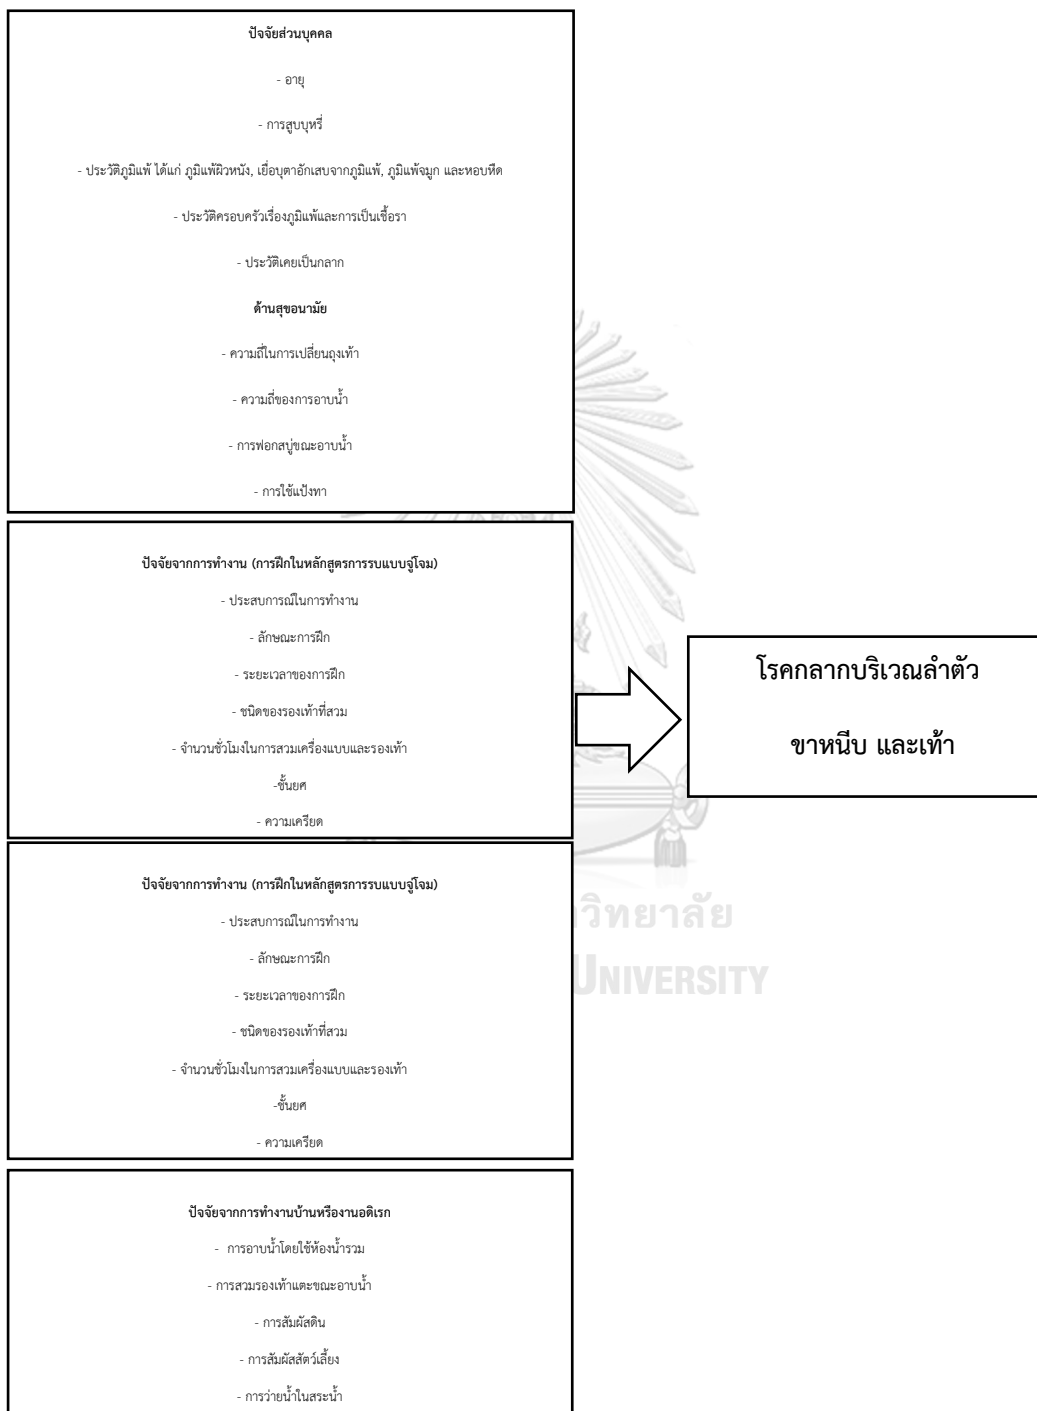 ปัจจัยส่วนบุคคล
- อายุ
- การสูบบุหรี่
- ประวัติภูมิแพ้ ได้แก่ ภูมิแพ้ผิวหนัง, เยื่อบุตาอักเสบจากภูมิแพ้, ภูมิแพ้จมูก และหอบหืด
- ประวัติครอบครัวเรื่องภูมิแพ้และการเป็นเชื้อรา
- ประวัติเคยเป็นกลาก
ด้านสุขอนามัย
- ความถี่ในการเปลี่ยนถุงเท้า
- ความถี่ของการอาบน้ำ
- การฟอกสบู่ขณะอาบน้ำ
- การใช้แป้งทา
ปัจจัยจากการทำงาน (การฝึกในหลักสูตรการรบแบบจู่โจม)
- ประสบการณ์ในการทำงาน
- ลักษณะการฝึก
- ระยะเวลาของการฝึก
- ชนิดของรองเท้าที่สวม
- จำนวนชั่วโมงในการสวมเครื่องแบบและรองเท้า
-ชั้นยศ
- ความเครียด
โรคกลากบริเวณลำตัว
ขาหนีบ และเท้า
ปัจจัยจากการทำงาน (การฝึกในหลักสูตรการรบแบบจู่โจม)
- ประสบการณ์ในการทำงาน
- ลักษณะการฝึก
- ระยะเวลาของการฝึก
- ชนิดของรองเท้าที่สวม
- จำนวนชั่วโมงในการสวมเครื่องแบบและรองเท้า
-ชั้นยศ
- ความเครียด
วิทยาลัย
UNIVERSITY
ปัจจัยจากการทำงานบ้านหรืองานอดิเรก
- การอาบน้ำโดยใช้ห้องน้ำรวม
- การสวมรองเท้าแตะขณะอาบน้ำ
- การสัมผัสดิน
- การสัมผัสสัตว์เลี้ยง
- การว่ายน้ำในสระน้ำ